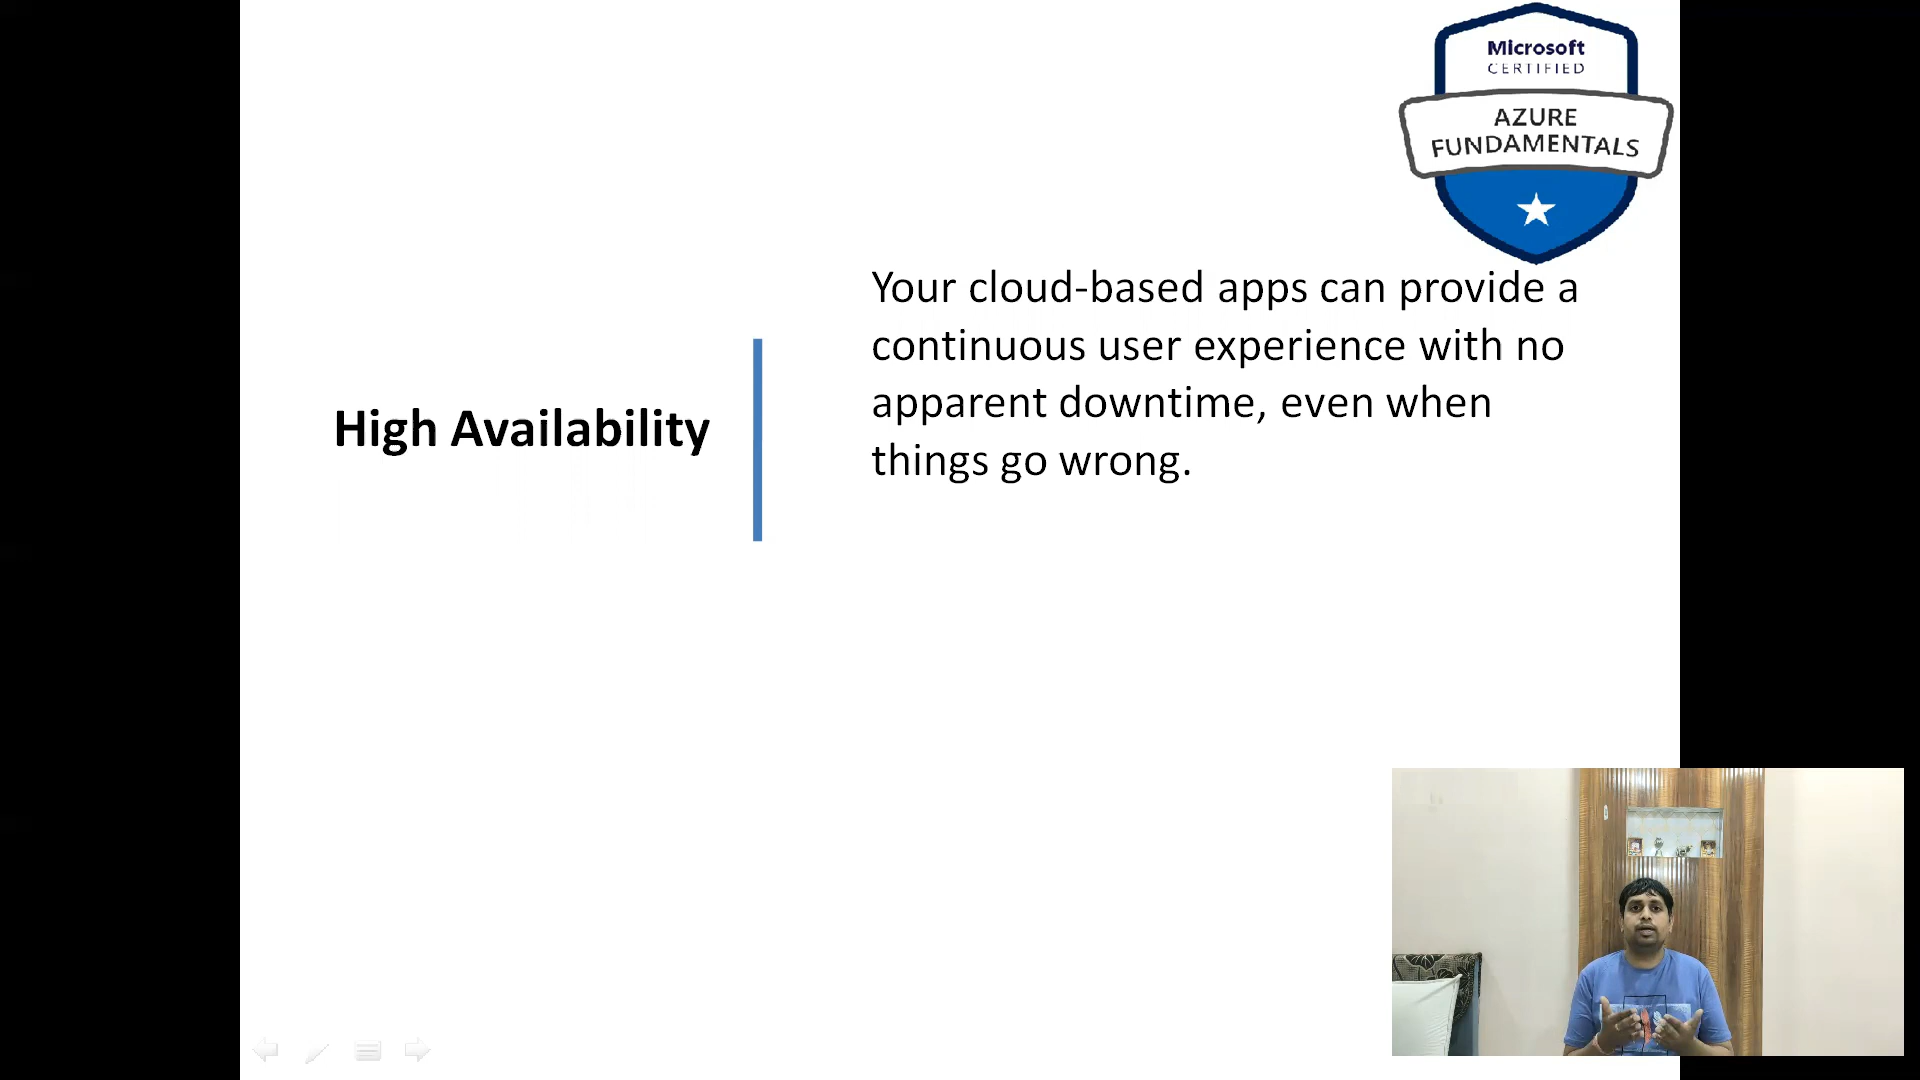 Microsoft
CERTIFIED
AZURE
FUNDAMENTALS
High Availability
Your cloud-based apps can provide a
continuous user experience with no
apparent downtime, even when
things go wrong.